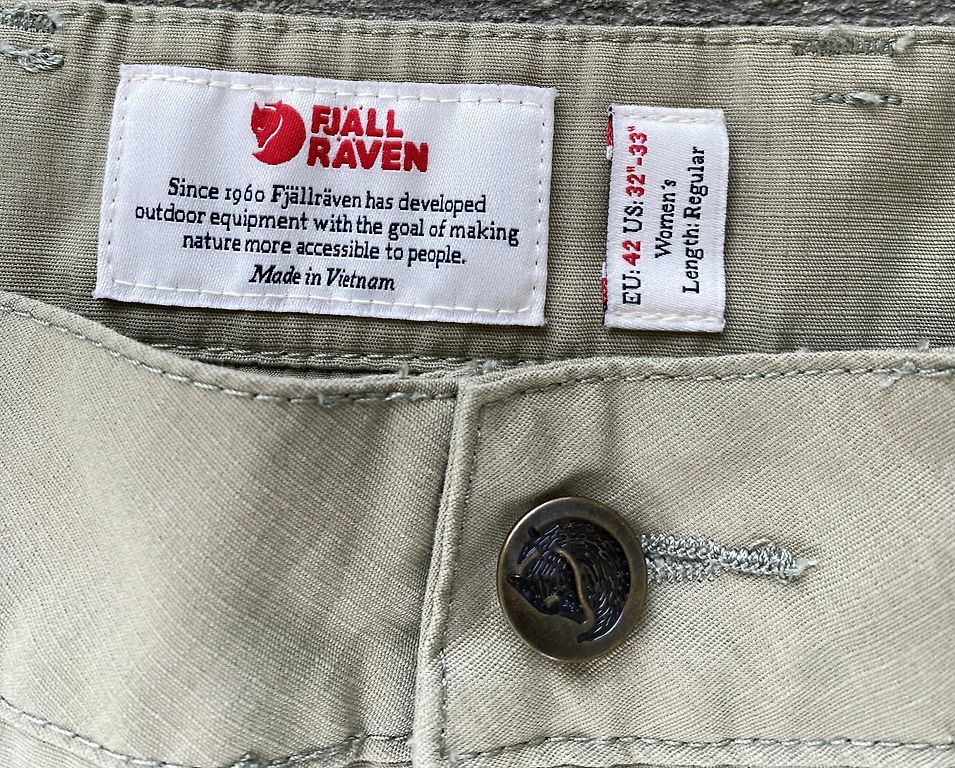 FJÄLL
RÄVEN
Since 1960 Fjällräven has developed
outdoor equipment with the goal of making
nature more accessible to people.
Made in Vietnam
EU: 42 US: 32"-33"
Women's
Length: Regular